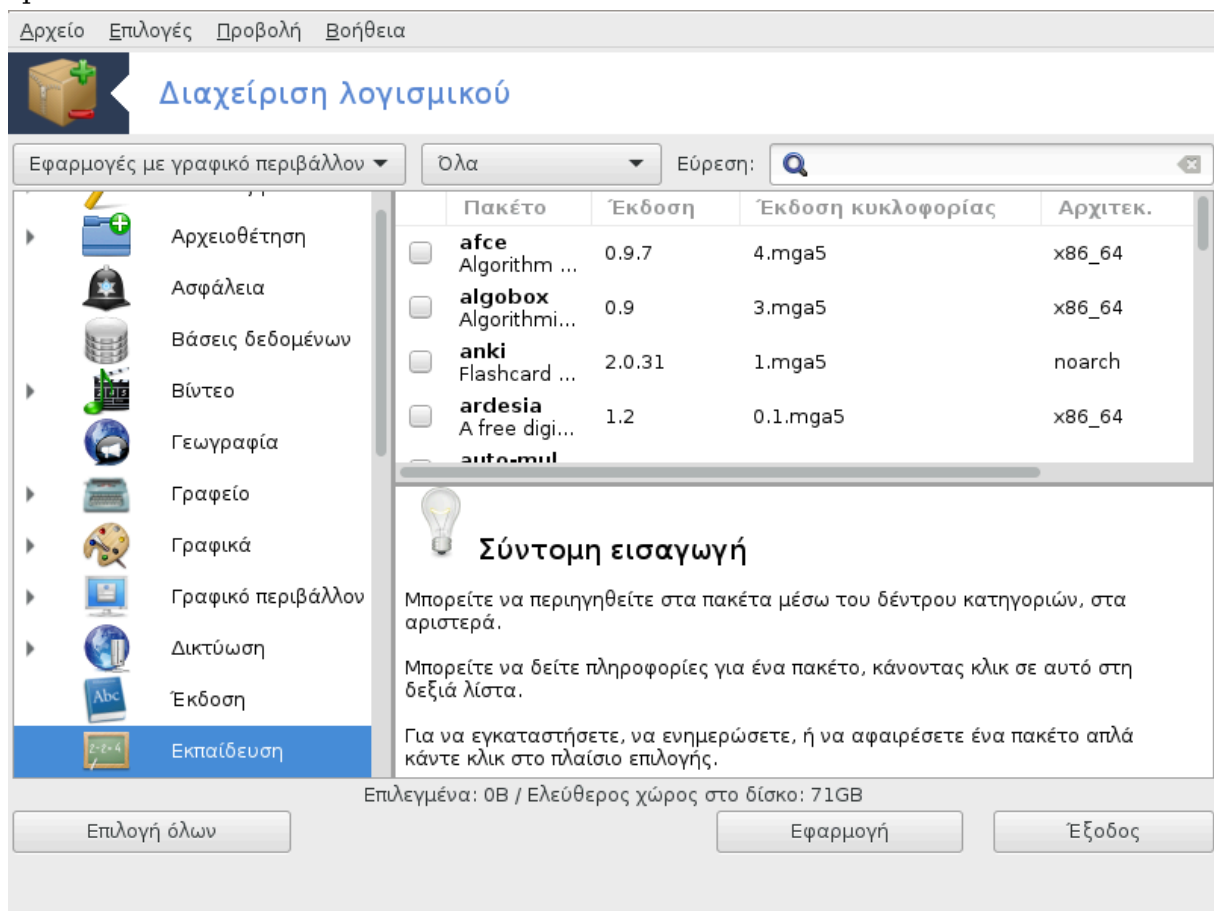 Αρχείο Επιλογές Προβολή Βοήθεια
Διαχείριση λογισμικού
Εφαρμογές με γραφικό περιβάλλον Όλα Εύρεση:
Πακέτο Έκδοση Έκδοση κυκλοφορίας Αρχιτεκ.
Αρχειοθέτηση
Ασφάλεια
Βάσεις δεδομένων
Βίντεο
Γεωγραφία
Γραφείο
Γραφικά
Γραφικό περιβάλλον
Δικτύωση
Abc
Έκδοση
2-2=4
Εκπαίδευση
afce 0.9.7 4.mga5 x86_64
Algorithm ...
algobox 0.9 3.mga5 x86_64
Algorithmi...
anki 2.0.31 1.mga5 noarch
Flashcard ...
ardesia 1.2 0.1.mga5 x86_64
A free digi...
auto-mul
Σύντομη εισαγωγή
Μπορείτε να περιηγηθείτε στα πακέτα μέσω του δέντρου κατηγοριών, στα
αριστερά.
Μπορείτε να δείτε πληροφορίες για ένα πακέτο, κάνοντας κλικ σε αυτό στη
δεξιά λίστα.
Για να εγκαταστήσετε, να ενημερώσετε, ή να αφαιρέσετε ένα πακέτο απλά
κάντε κλικ στο πλαίσιο επιλογής.
Επιλεγμένα: 0B / Ελεύθερος χώρος στο δίσκο: 71GB
Επιλογή όλων Εφαρμογή Έξοδος